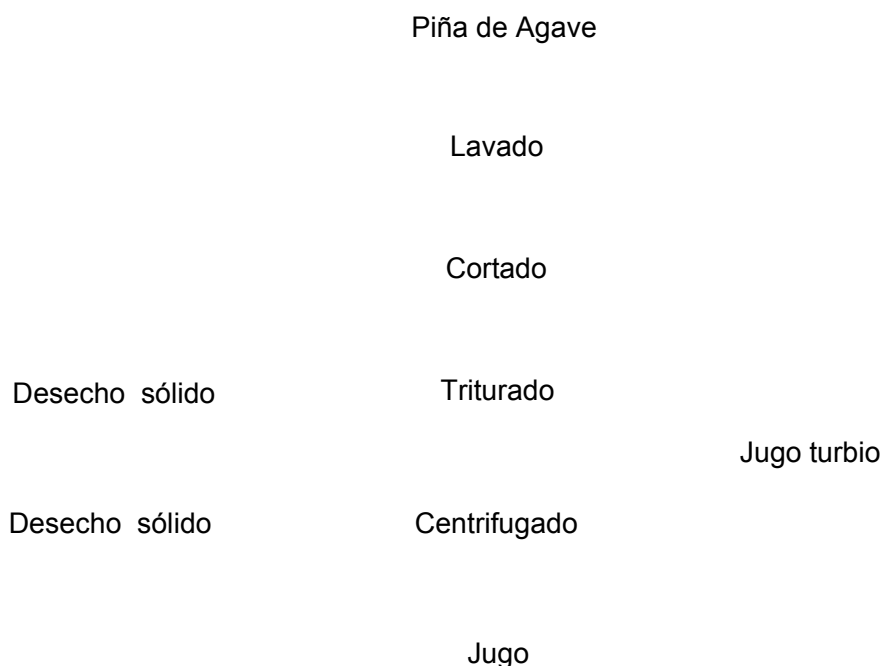 Piña de Agave
Lavado
Cortado
Desecho sólido
Triturado
Jugo turbio
Desecho sólido
Centrifugado
Jugo